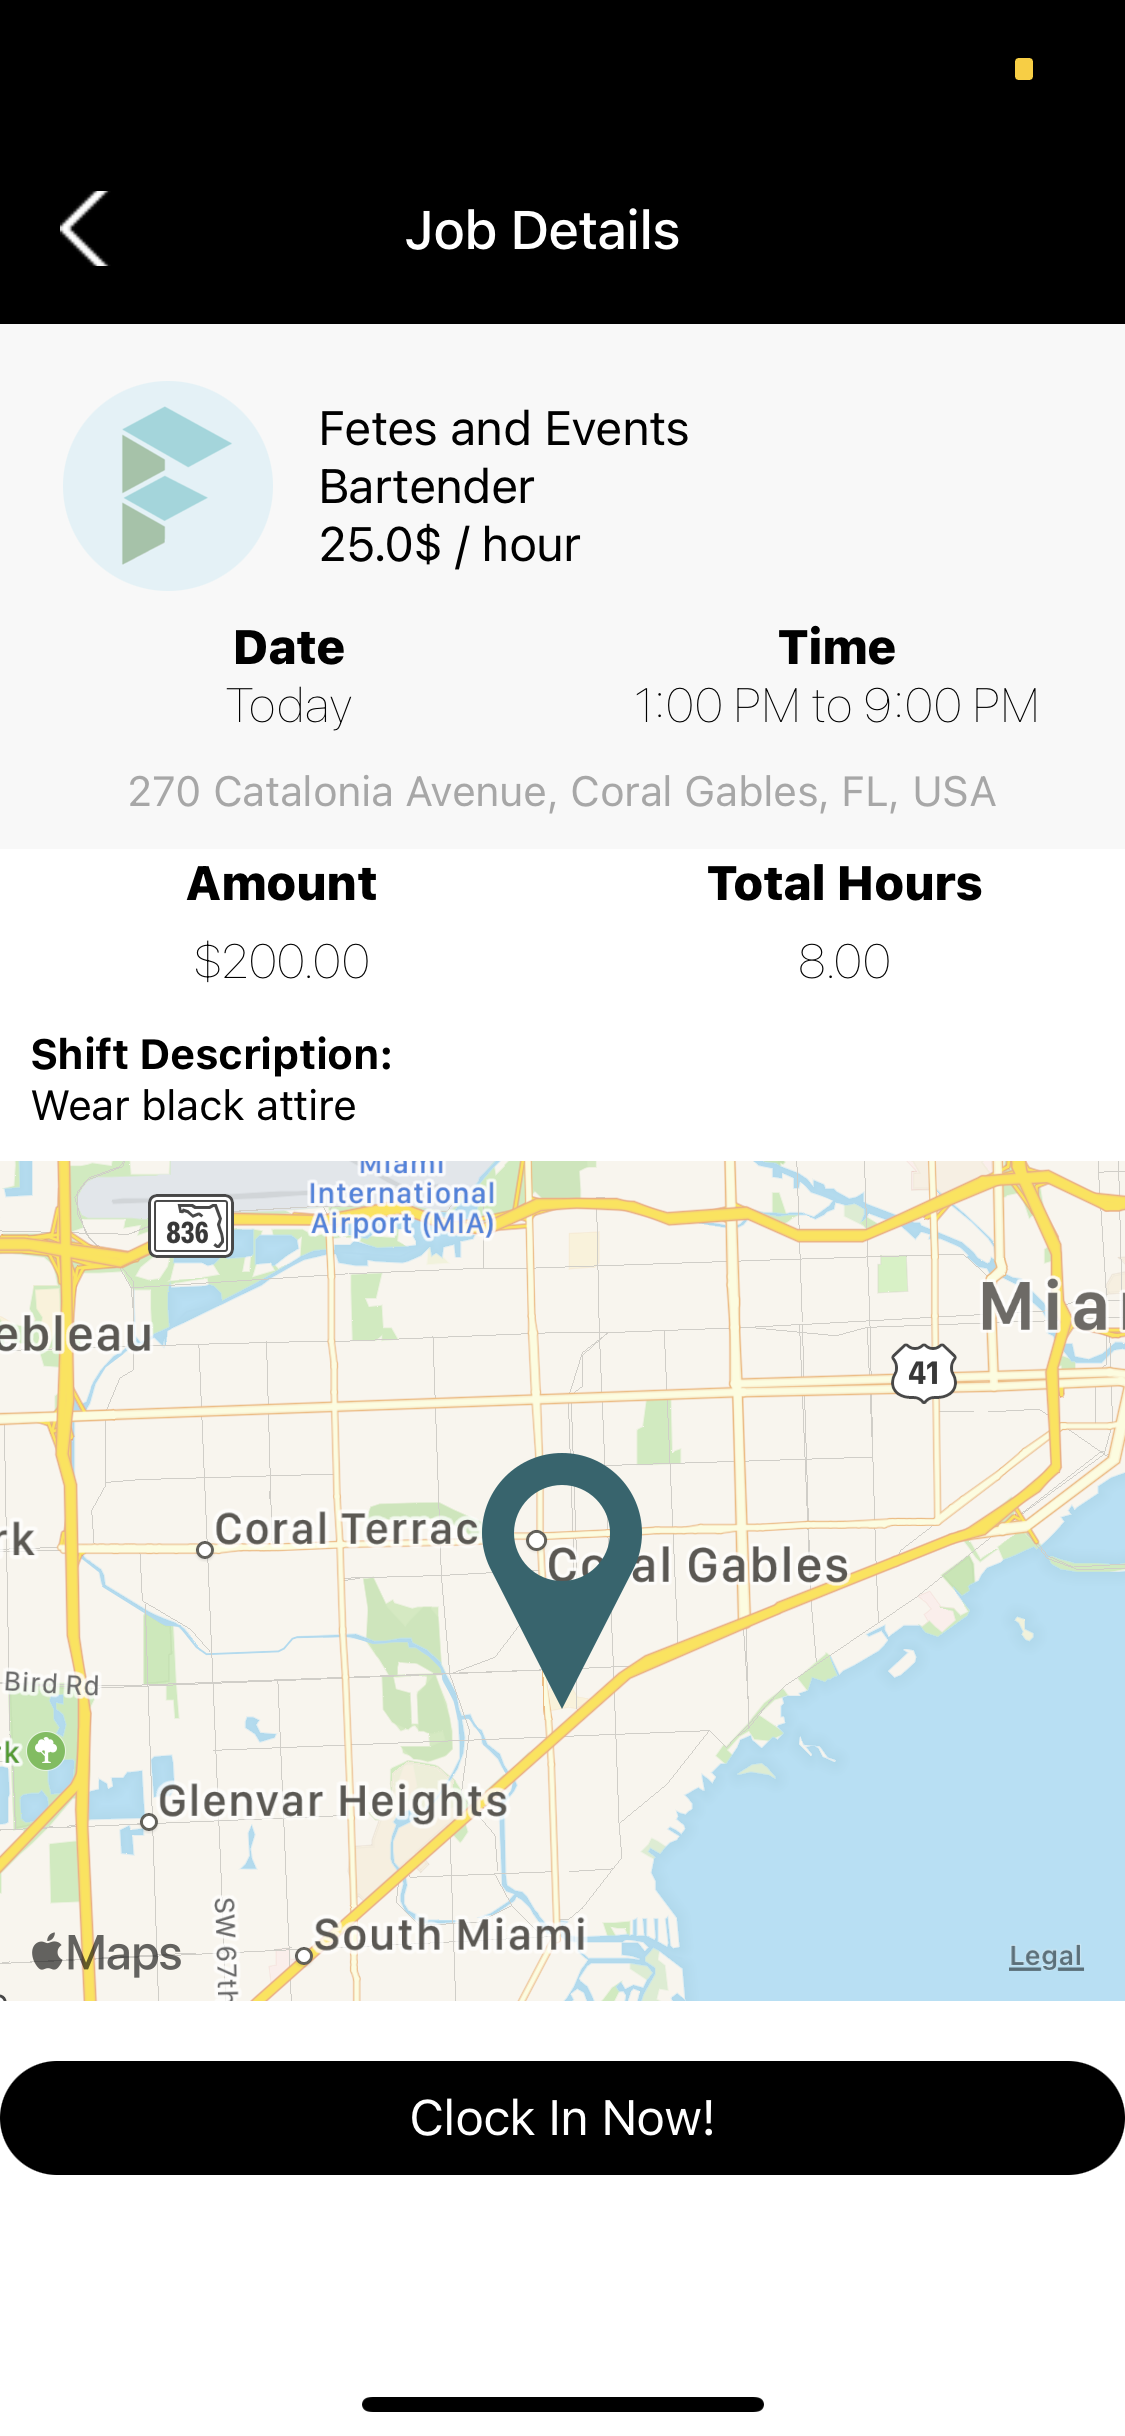 Job Details
Fetes and Events
Bartender
25.0$ / hour
Date
Time
Today
1:00 PM to 9:00 PM
270 Catalonia Avenue, Coral Gables, FL, USA
Amount
Total Hours
$200.00
8.00
Shift Description:
Wear black attire
Miami
International
Airport (MIA)
836
Mia
ebleau
41
Coral Terrac
rk
Coral Gables
Bird Rd
k
Glenvar Heights
SW 67th
South Miami
Maps
Legal
Clock In Now!